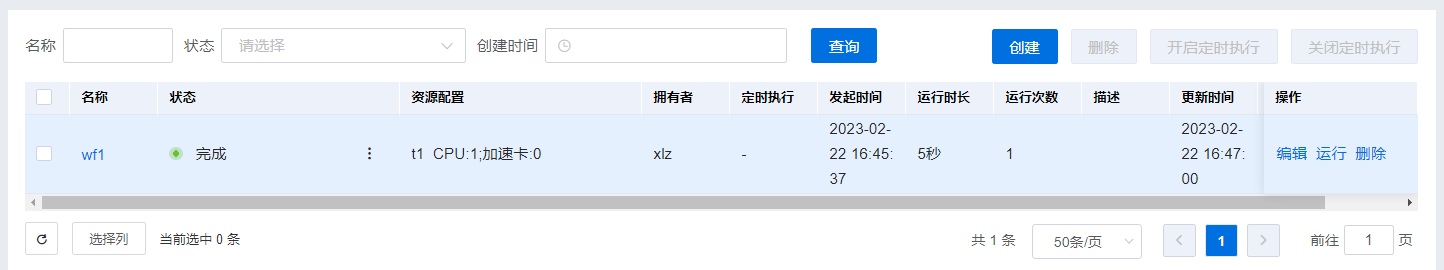 名称 状态 请选择 创建时间 查询 创建 删除 开启定时执行 关闭定时执行
名称 状态 资源配置 拥有者 定时执行 发起时间 运行时长 运行次数 描述 更新时间 操作
wf1 完成 t1 CPU:1;加速卡:0 xlz - 2023-02-22 16:45:37 5秒 1 2023-02-22 16:47:00 编辑 运行 删除
选择列 当前选中 0 条 共 1 条 50条/页 1 前往 1 页